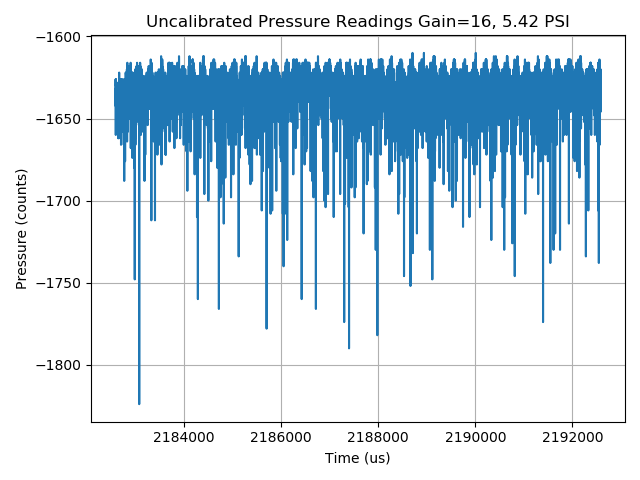 Uncalibrated Pressure Readings Gain=16, 5.42 PSI
−1600
−1650
−1700
−1750
−1800
Pressure (counts)
2184000 2186000 2188000 2190000 2192000
Time (us)